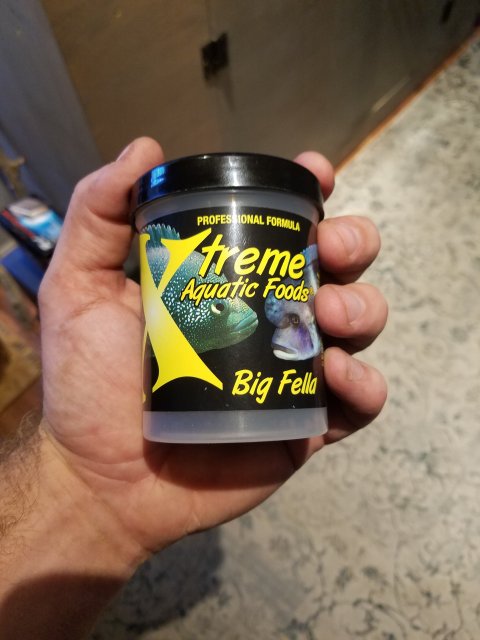 PROFESSIONAL FORMULA
Xtreme
Aquatic Foods
Big Fella